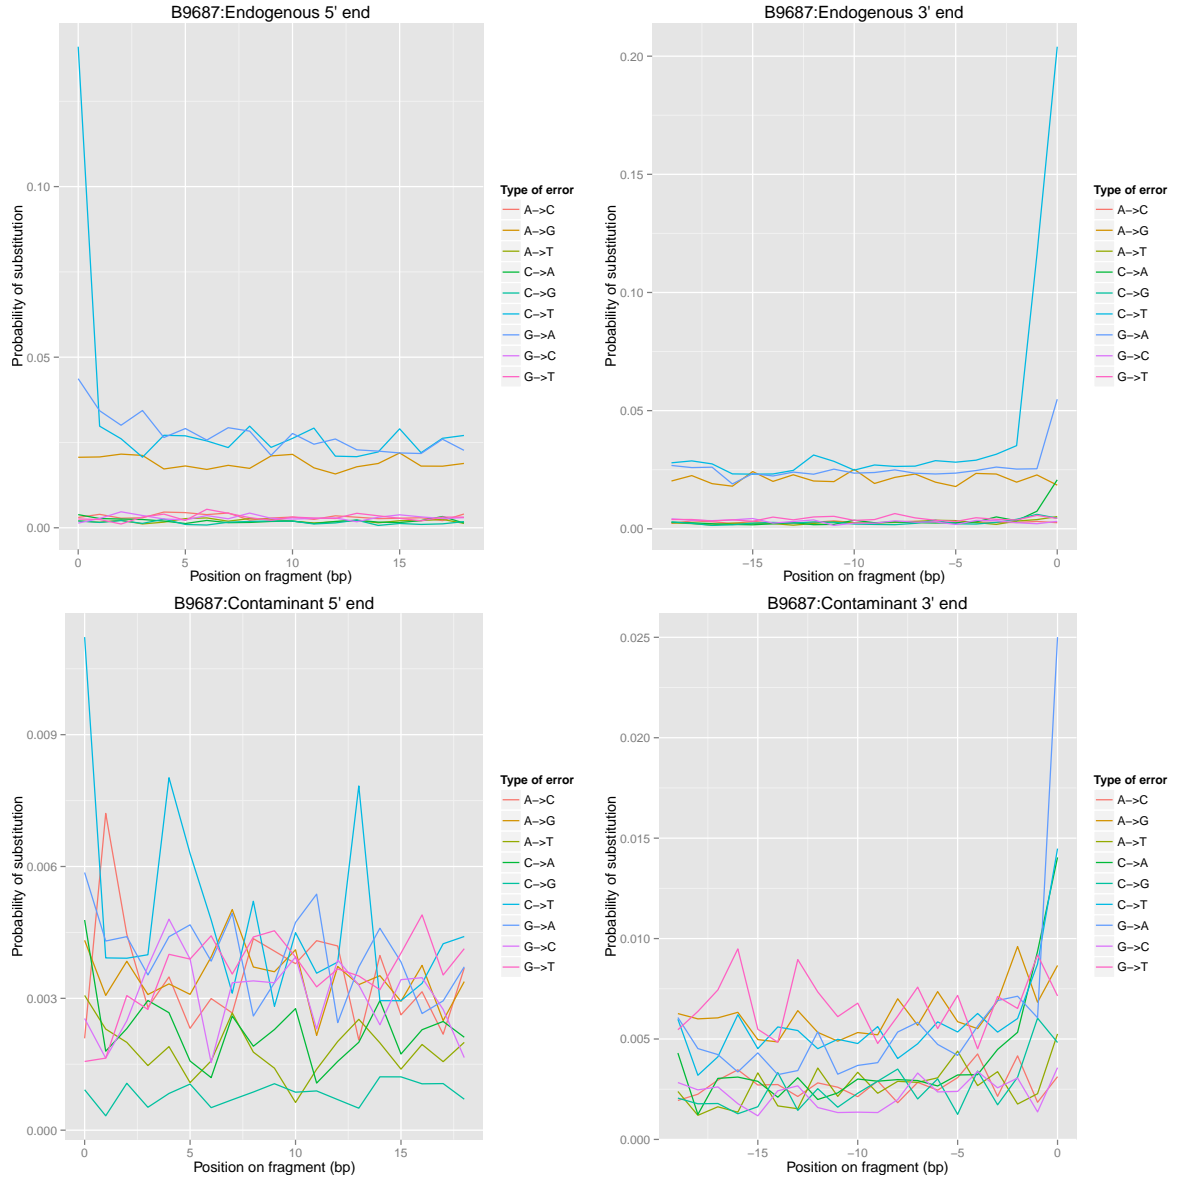 B9687:Endogenous 5' end
Probability of substitution
0.10
0.05
0.00
0
5
10
15
Position on fragment (bp)
Type of error
A−>C
A−>G
A−>T
C−>A
C−>G
C−>T
G−>A
G−>C
G−>T
B9687:Endogenous 3' end
Probability of substitution
0.20
0.15
0.10
0.05
0.00
−15
−10
−5
0
Position on fragment (bp)
Type of error
A−>C
A−>G
A−>T
C−>A
C−>G
C−>T
G−>A
G−>C
G−>T
B9687:Contaminant 5' end
Probability of substitution
0.009
0.006
0.003
0.000
0
5
10
15
Position on fragment (bp)
Type of error
A−>C
A−>G
A−>T
C−>A
C−>G
C−>T
G−>A
G−>C
G−>T
B9687:Contaminant 3' end
Probability of substitution
0.025
0.020
0.015
0.010
0.005
0.000
−15
−10
−5
0
Position on fragment (bp)
Type of error
A−>C
A−>G
A−>T
C−>A
C−>G
C−>T
G−>A
G−>C
G−>T